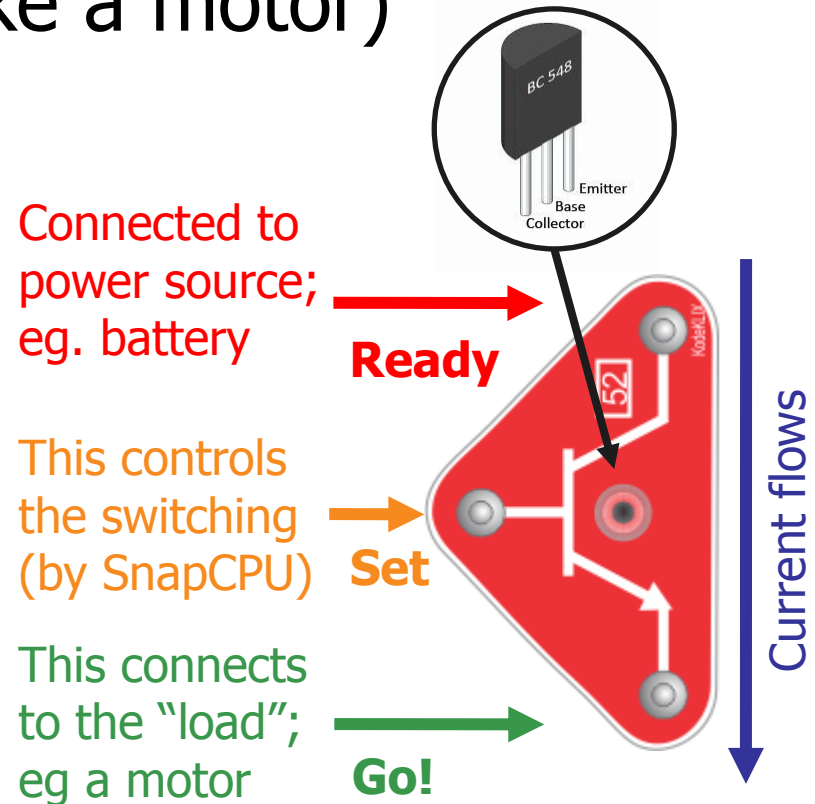 ke a motor)
BC 548
Emitter
Base
Collector
Connected to
power source;
eg. battery
Ready
KodeKLIX
52
This controls
the switching
(by SnapCPU)
Set
Current flows
This connects
to the “load”;
eg a motor
Go!